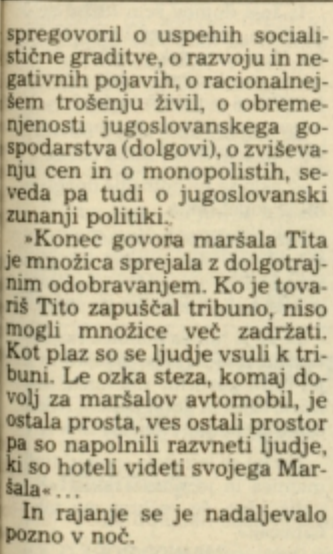 spregovoril o uspehih sociali-
stične graditve, o razvoju in ne-
gativnih pojavih, o racionalnej-
šem trošenju živil, o obreme-
njenosti jugoslovanskega go-
spodarstva (dolgovi), o zviševa-
nju cen in o monopolistih, se-
veda pa tudi o jugoslovanski
zunanji politiki.
»Konec govora maršala Tita
je množica sprejala z dolgotraj-
nim odobravanjem. Ko je tova-
riš Tito zapuščal tribuno, niso
mogli množice več zadržati.
Kot plaz so se ljudje vsuli k tri-
buni. Le ozka steza, komaj do-
volj za maršalov avtomobil, je
ostala prosta, ves ostali prostor
pa so napolnili razvneti ljudje,
ki so hoteli videti svojega Mar-
šala« ...
In rajanje se je nadaljevalo
pozno v noč.